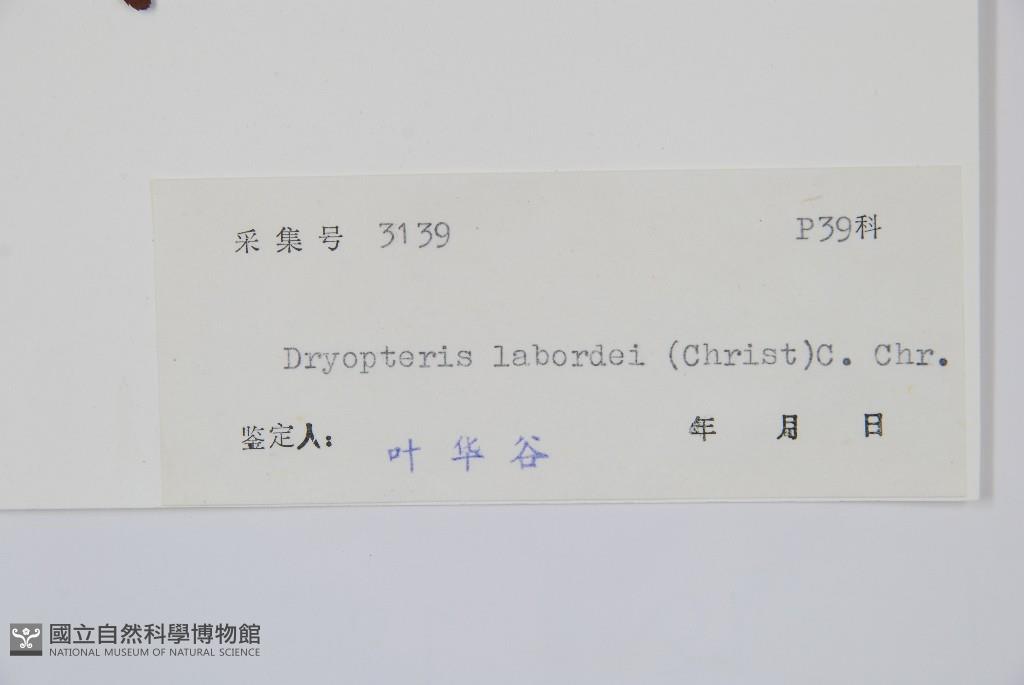 采集号 3139 P39科
Dryopteris labordei (Christ)C. Chr.
鉴定人： 叶华谷 年 月 日
國立自然科學博物館
NATIONAL MUSEUM OF NATURAL SCIENCE